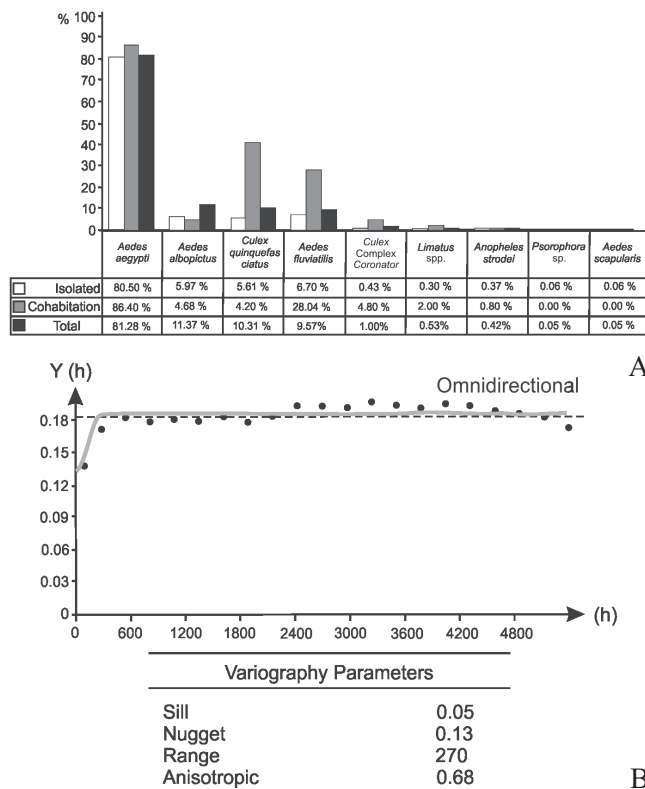 %
100
90
80
70
60
50
40
30
20
10
0
Aedes aegypti
Aedes albopictus
Culex quinquefas ciatus
Aedes fluviatilis
Culex Complex Coronator
Limatus spp.
Anopheles strodei
Psorophora sp.
Aedes scapularis
Isolated 80.50 % 5.97 % 5.61 % 6.70 % 0.43 % 0.30 % 0.37 % 0.06 % 0.06 %
Cohabitation 86.40 % 4.68 % 4.20 % 28.04 % 4.80 % 2.00 % 0.80 % 0.00 % 0.00 %
Total 81.28 % 11.37 % 10.31 % 9.57% 1.00% 0.53% 0.42% 0.05 % 0.05 %
A
Y (h)
Omnidirectional
0.18
0.15
0.12
0.09
0.06
0.03
0
0 600 1200 1800 2400 3000 3600 4200 4800 (h)
Variography Parameters
Sill 0.05
Nugget 0.13
Range 270
Anisotropic 0.68
B